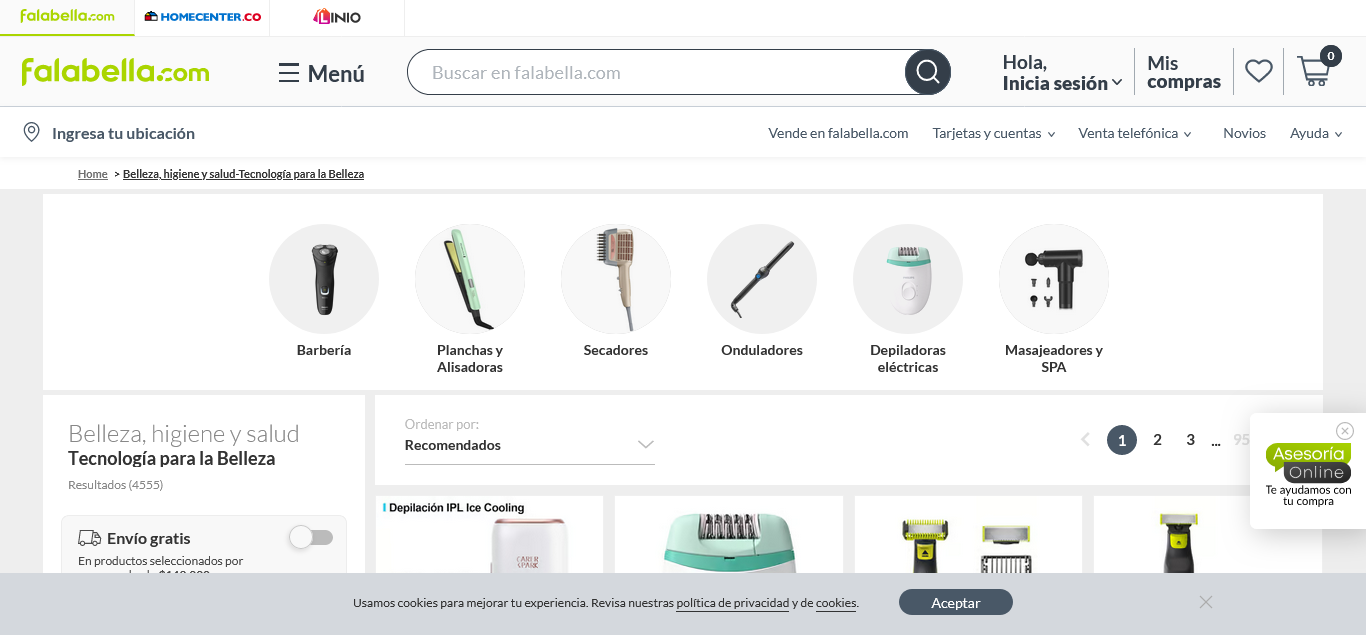 falabella.com
HOMECENTER.CO
LINIO
falabella.com
Menú
Buscar en falabella.com
Hola,
Inicia sesión
Mis
compras
0
Ingresa tu ubicación
Vende en falabella.com
Tarjetas y cuentas
Venta telefónica
Novios
Ayuda
Home > Belleza, higiene y salud-Tecnología para la Belleza
Barbería
Planchas y
Alisadoras
Secadores
Onduladores
Depiladoras
eléctricas
Masajeadores y
SPA
Belleza, higiene y salud
Tecnología para la Belleza
Resultados (4555)
Envío gratis
En productos seleccionados por
Ordenar por:
Recomendados
1 2 3 ... 95
Asesoría
Online
Te ayudamos con
tu compra
Depilación IPL Ice Cooling
Usamos cookies para mejorar tu experiencia. Revisa nuestras política de privacidad y de cookies.
Aceptar